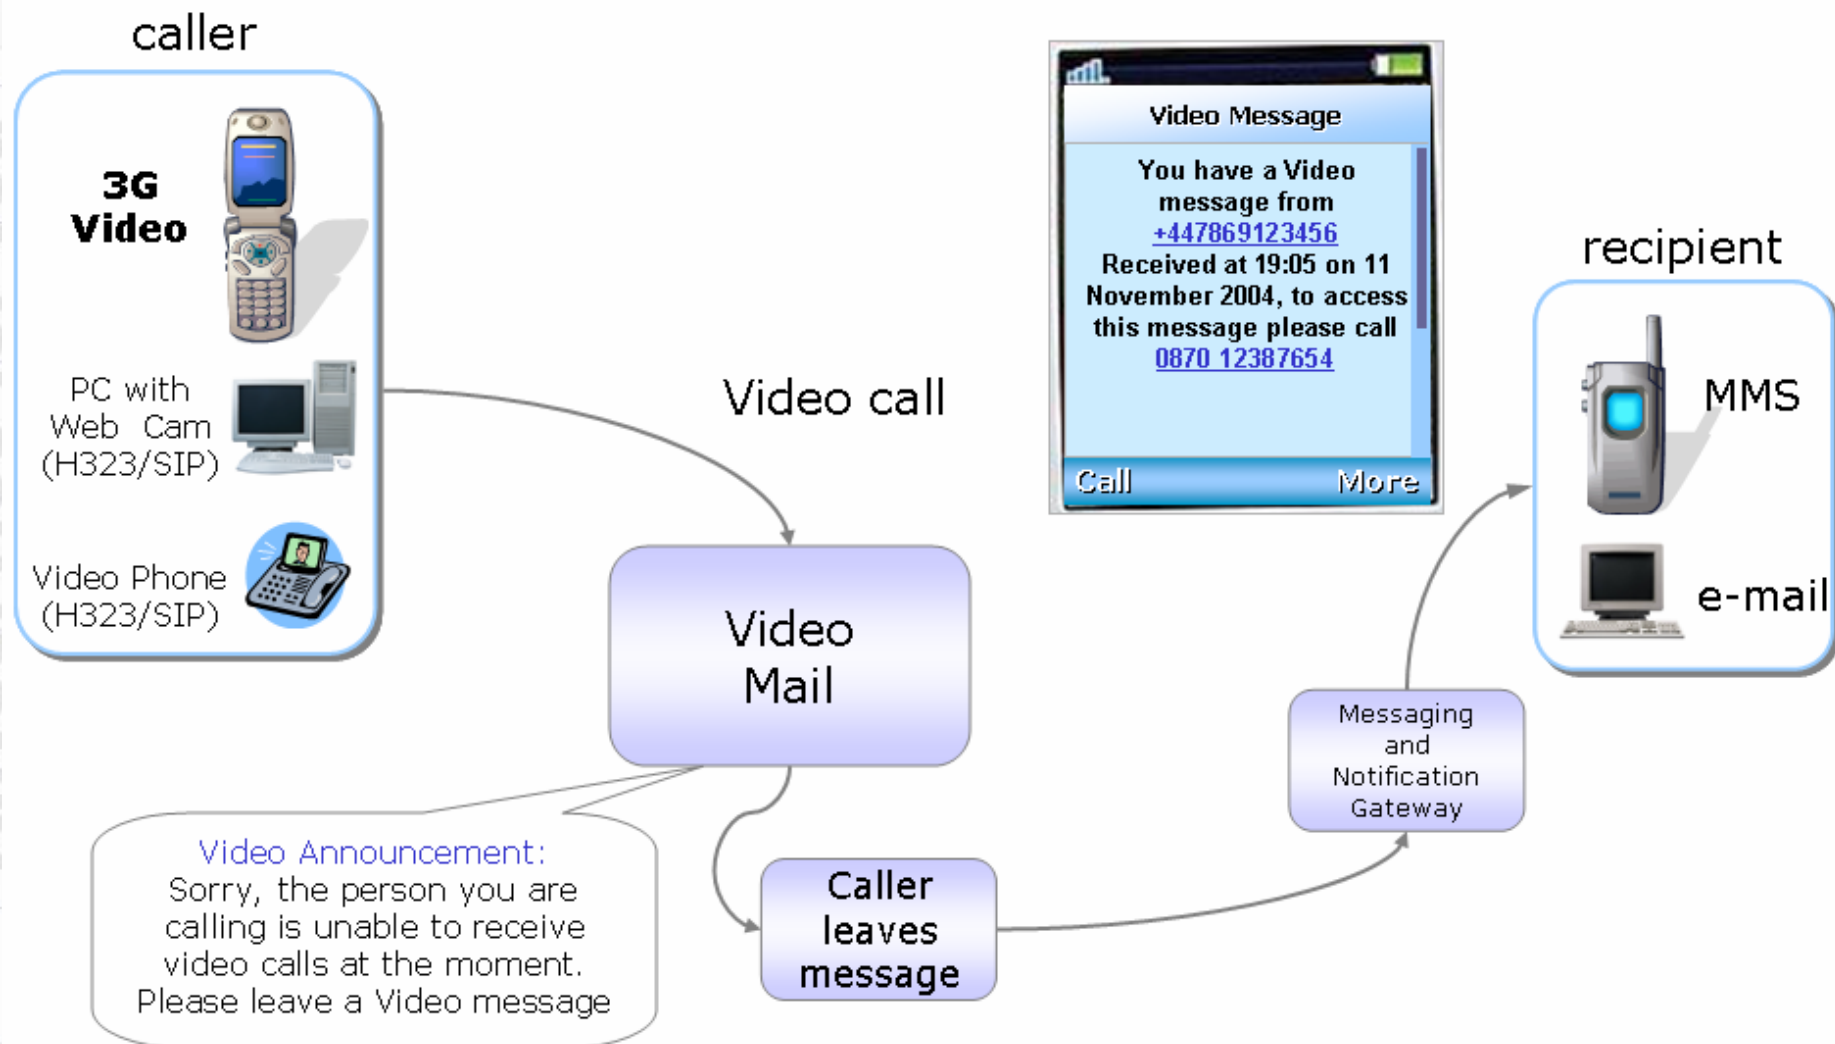 caller
3G
Video
PC with
Web Cam
(H323/SIP)
Video Phone
(H323/SIP)
Video call
Video Message
You have a Video
message from
+447869123456
Received at 19:05 on 11
November 2004, to access
this message please call
0870 12387654
Call More
recipient
MMS
e-mail
Video
Mail
Video Announcement:
Sorry, the person you are
calling is unable to receive
video calls at the moment.
Please leave a Video message
Caller
leaves
message
Messaging
and
Notification
Gateway